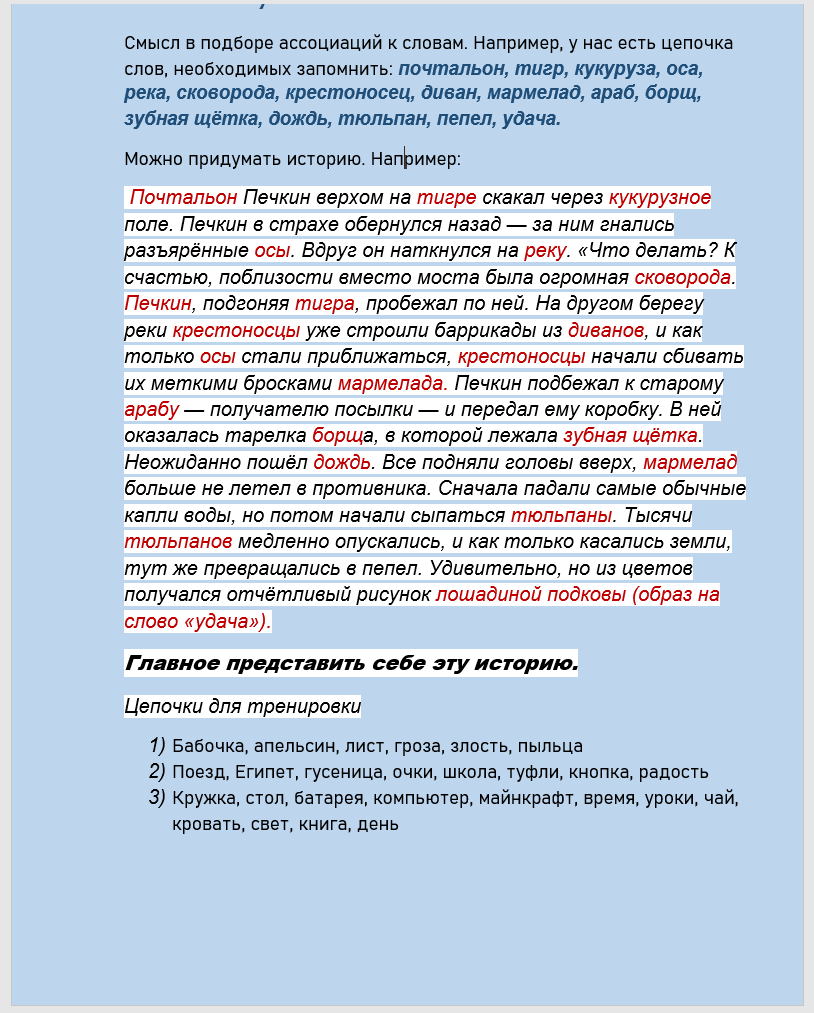 Смысл в подборе ассоциаций к словам. Например, у нас есть цепочка
слов, необходимых запомнить: почтальон, тигр, кукуруза, оса,
река, сковорода, крестоносец, диван, мармелад, араб, борщ,
зубная щётка, дождь, тюльпан, пепел, удача.
Можно придумать историю. Например:
Почтальон Печкин верхом на тигре скакал через кукурузное
поле. Печкин в страхе обернулся назад — за ним гнались
разъярённые осы. Вдруг он наткнулся на реку. «Что делать? К
счастью, поблизости вместо моста была огромная сковорода.
Печкин, подгоняя тигра, пробежал по ней. На другом берегу
реки крестоносцы уже строили баррикады из диванов, и как
только осы стали приближаться, крестоносцы начали сбивать
их меткими бросками мармелада. Печкин подбежал к старому
арабу — получателю посылки — и передал ему коробку. В ней
оказалась тарелка борща, в которой лежала зубная щётка.
Неожиданно пошёл дождь. Все подняли головы вверх, мармелад
больше не летел в противника. Сначала падали самые обычные
капли воды, но потом начали сыпаться тюльпаны. Тысячи
тюльпанов медленно опускались, и как только касались земли,
тут же превращались в пепел. Удивительно, но из цветов
получался отчётливый рисунок лошадиной подковы (образ на
слово «удача»).
Главное представить себе эту историю.
Цепочки для тренировки
1) Бабочка, апельсин, лист, гроза, злость, пыльца
2) Поезд, Египет, гусеница, очки, школа, туфли, кнопка, радость
3) Кружка, стол, батарея, компьютер, майнкрафт, время, уроки, чай,
кровать, свет, книга, день